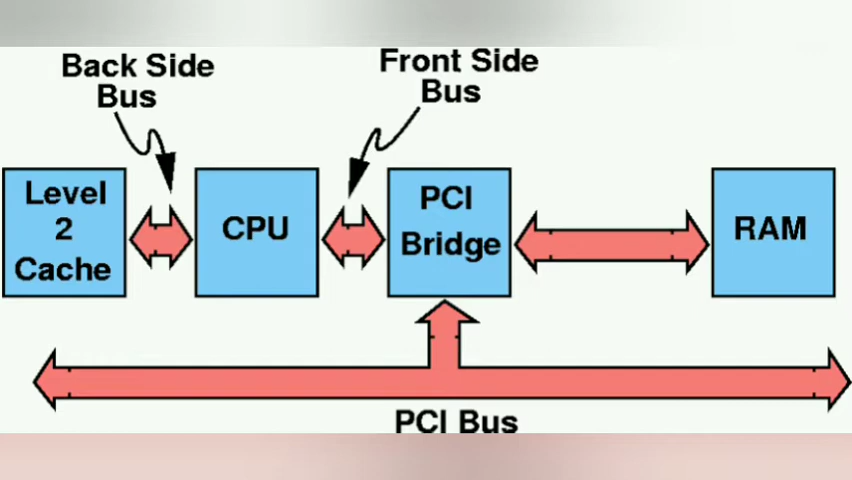 Back Side
Bus
Front Side
Bus
Level
2
Cache
CPU
PCI
Bridge
RAM
PCI Bus